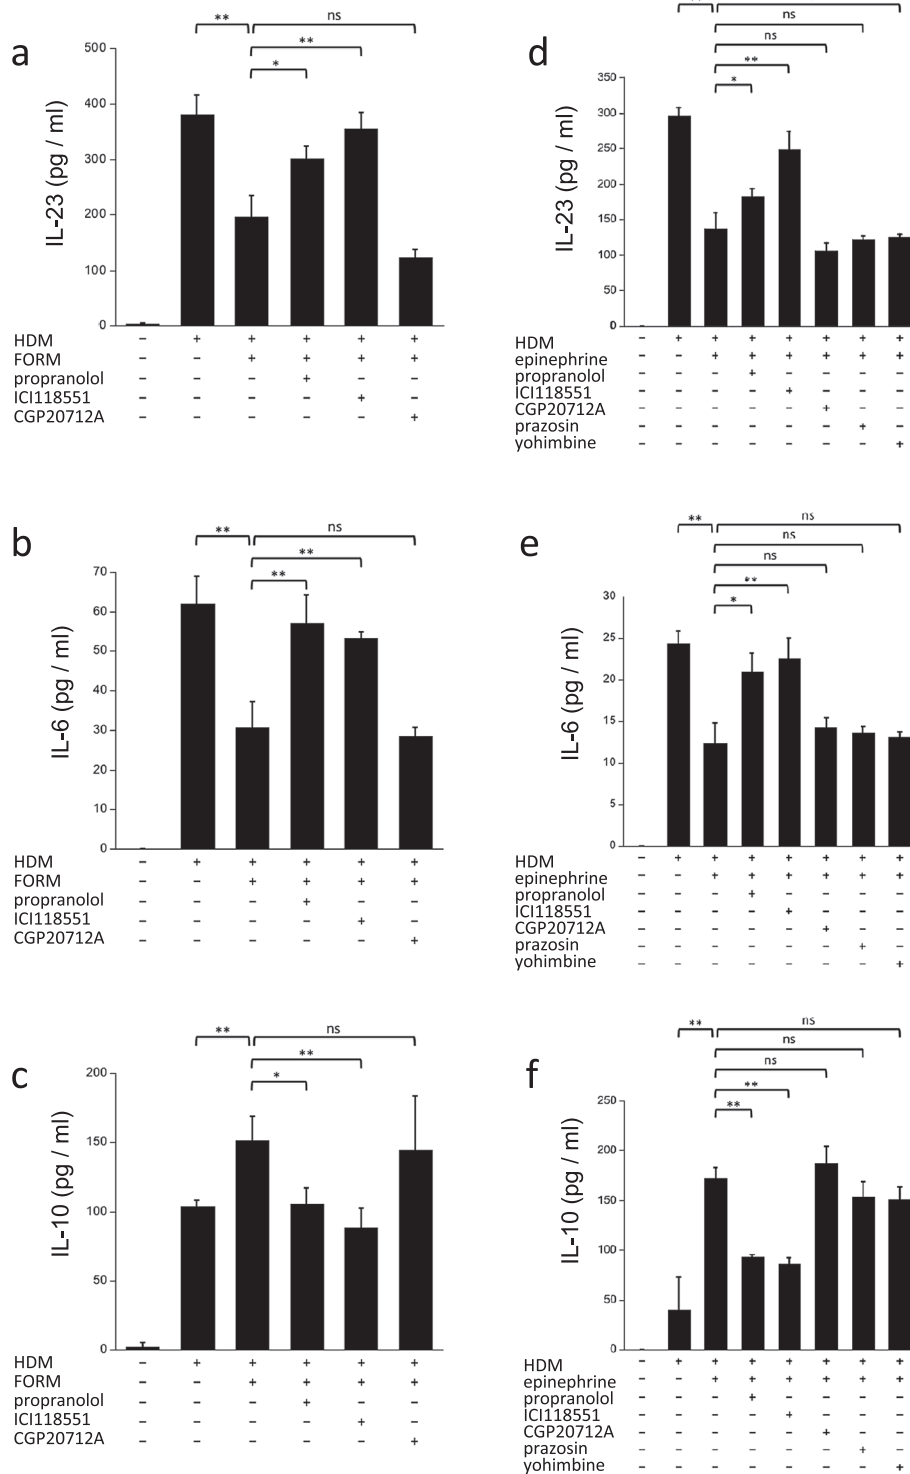 a
** ns
**
*
IL-23 (pg / ml)
500
400
300
200
100
0
HDM − + + + + +
FORM − − + + + +
propranolol − − − + − −
ICI118551 − − − − + −
CGP20712A − − − − − +
b
** ns
**
**
IL-6 (pg / ml)
70
60
50
40
30
20
10
0
HDM − + + + + +
FORM − − + + + +
propranolol − − − + − −
ICI118551 − − − − + −
CGP20712A − − − − − +
c
** ns
**
*
IL-10 (pg / ml)
200
150
100
50
0
HDM − + + + + +
FORM − − + + + +
propranolol − − − + − −
ICI118551 − − − − + −
CGP20712A − − − − − +
d
**
ns
ns
**
*
IL-23 (pg / ml)
350
300
250
200
150
100
50
0
HDM − + + + + + + +
epinephrine − − + + + + + +
propranolol − − − + − − − −
ICI118551 − − − − + − − −
CGP20712A − − − − − + − −
prazosin − − − − − − + −
yohimbine − − − − − − − +
e
** ns
ns
ns
**
*
IL-6 (pg / ml)
30
25
20
15
10
5
0
HDM − + + + + + + +
epinephrine − − + + + + + +
propranolol − − − + − − − −
ICI118551 − − − − + − − −
CGP20712A − − − − − + − −
prazosin − − − − − − + −
yohimbine − − − − − − − +
f
** ns
ns
ns
**
**
IL-10 (pg / ml)
250
200
150
100
50
0
HDM − + + + + + + +
epinephrine − − + + + + + +
propranolol − − − + − − − −
ICI118551 − − − − + − − −
CGP20712A − − − − − + − −
prazosin − − − − − − + −
yohimbine − − − − − − − +